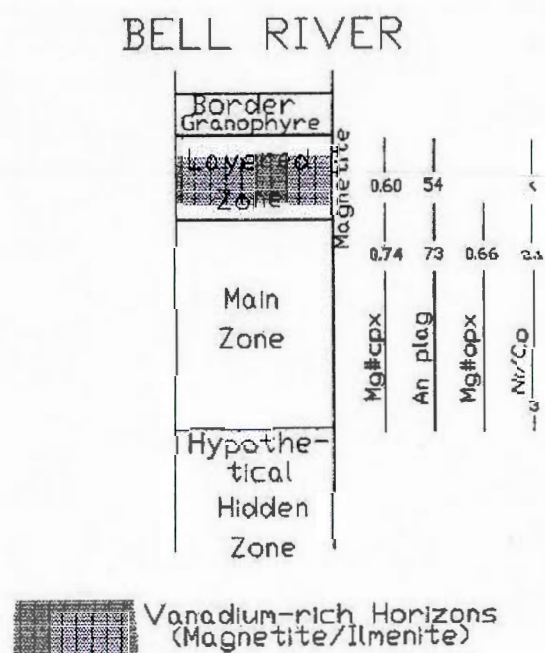 BELL RIVER
Border
Granophyre
Layered
Zone
Magnetite
0.60 54
0.74 73 0.66
Main
Zone
Mg#cpx
An plag
Mg#opx
Ni/Co
Hypothe-
tical
Hidden
Zone
Vanadium-rich Horizons
(Magnetite/Ilmenite)